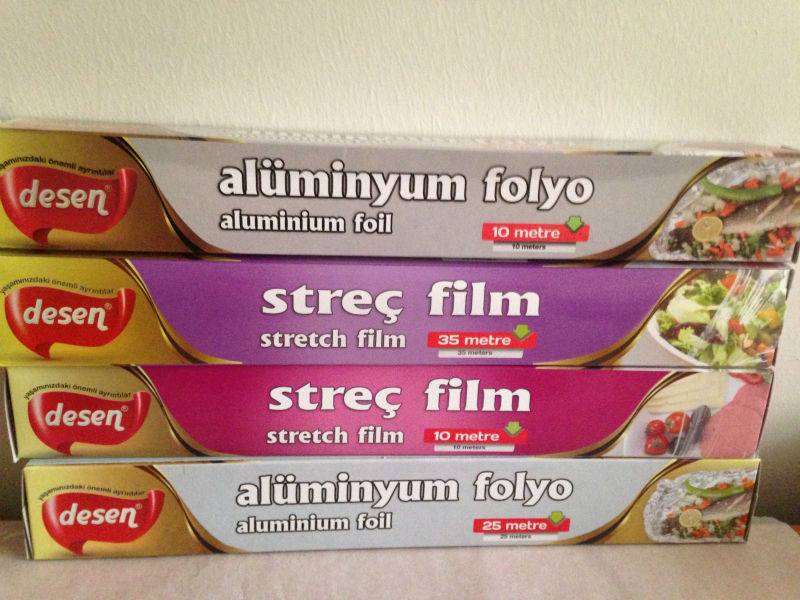 yaşamınızdaki önemli ayrıntılar
desen®
alüminyum folyo
aluminium foil
10 metre
10 meters
yaşamınızdaki önemli ayrıntılar
desen®
streç film
stretch film
35 metre
35 meters
yaşamınızdaki önemli ayrıntılar
desen®
streç film
stretch film
10 metre
10 meters
yaşamınızdaki önemli ayrıntılar
desen®
alüminyum folyo
aluminium foil
25 metre
25 meters